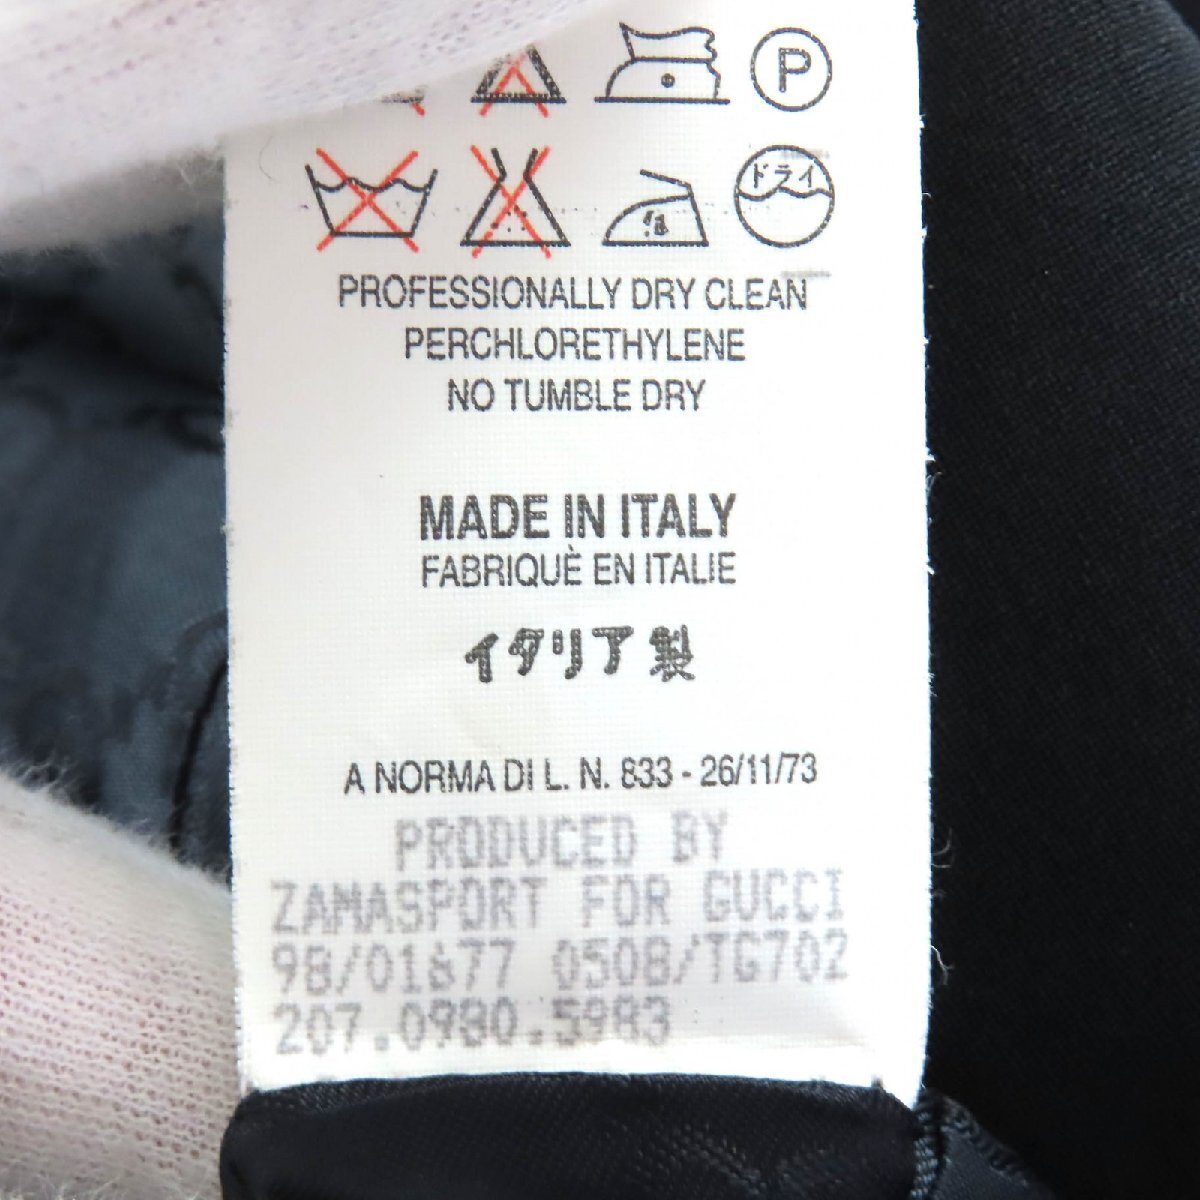 P
ドライ
PROFESSIONALLY DRY CLEAN
PERCHLORETHYLENE
NO TUMBLE DRY
MADE IN ITALY
FABRIQUÈ EN ITALIE
イタリア製
A NORMA DI L. N. 833 - 26/11/73
PRODUCED BY
ZAMASPORT FOR GUCCI
98/01677 0508/TG702
207.0980.5983